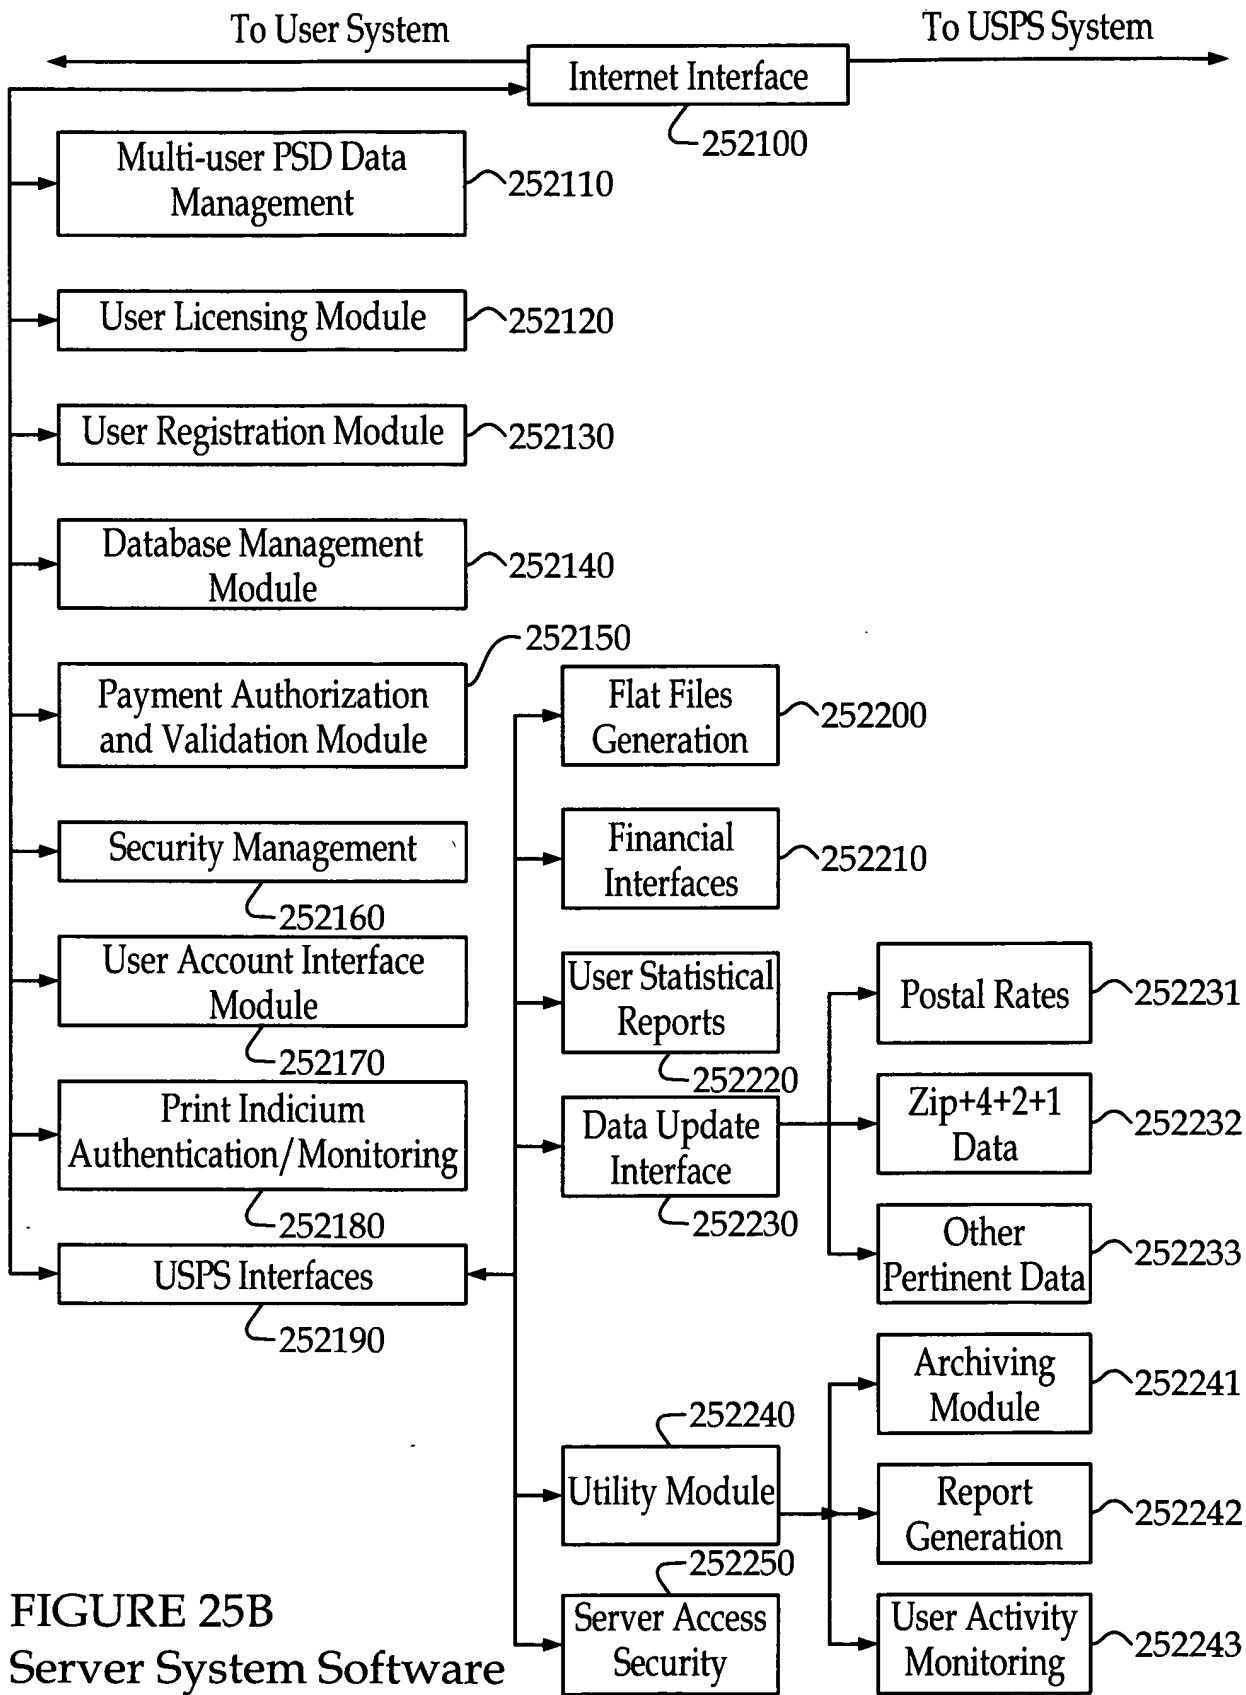 To User System
To USPS System
Internet Interface
252100
Multi-user PSD Data
Management
252110
User Licensing Module
252120
User Registration Module
252130
Database Management
Module
252140
252150
Payment Authorization
and Validation Module
Security Management
252160
User Account Interface
Module
252170
Print Indicium
Authentication/Monitoring
252180
USPS Interfaces
252190
Flat Files
Generation
252200
Financial
Interfaces
252210
User Statistical
Reports
252220
Data Update
Interface
252230
Postal Rates
252231
Zip+4+2+1
Data
252232
Other
Pertinent Data
252233
252240
Utility Module
Archiving
Module
252241
Report
Generation
252242
User Activity
Monitoring
252243
252250
Server Access
Security
FIGURE 25B
Server System Software